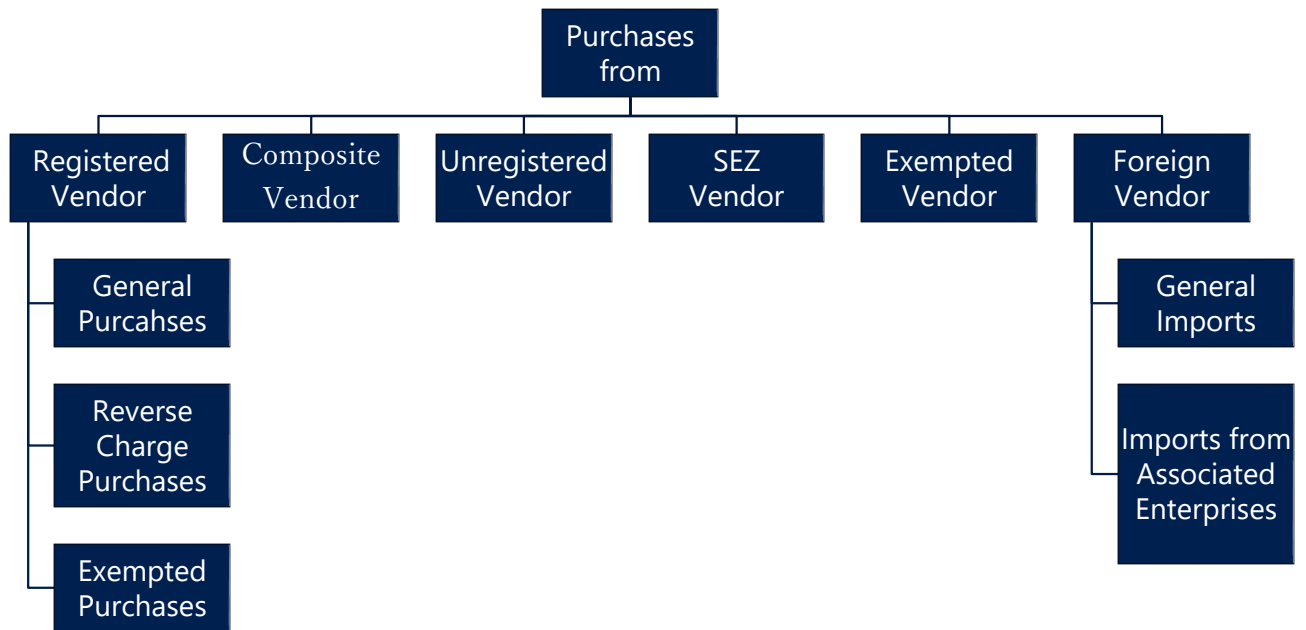 Purchases
from
Registered
Vendor
Composite
Vendor
Unregistered
Vendor
SEZ
Vendor
Exempted
Vendor
Foreign
Vendor
General
Purcahses
Reverse
Charge
Purchases
Exempted
Purchases
General
Imports
Imports from
Associated
Enterprises